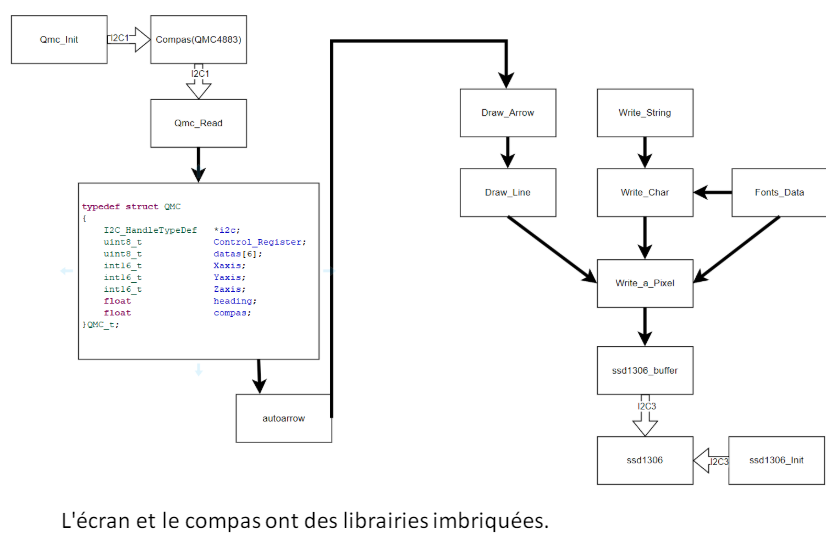 Qmc_Init
I2C1
Compas(QMC4883)
I2C1
Qmc_Read
typedef struct QMC
{
I2C_HandleTypeDef *i2c;
uint8_t Control_Register;
uint8_t datas[6];
int16_t Xaxis;
int16_t Yaxis;
int16_t Zaxis;
float heading;
float compas;
}QMC_t;
autoarrow
Draw_Arrow
Write_String
Draw_Line
Write_Char
Fonts_Data
Write_a_Pixel
ssd1306_buffer
I2C3
ssd1306
I2C3
ssd1306_Init
L'écran et le compas ont des librairies imbriquées.